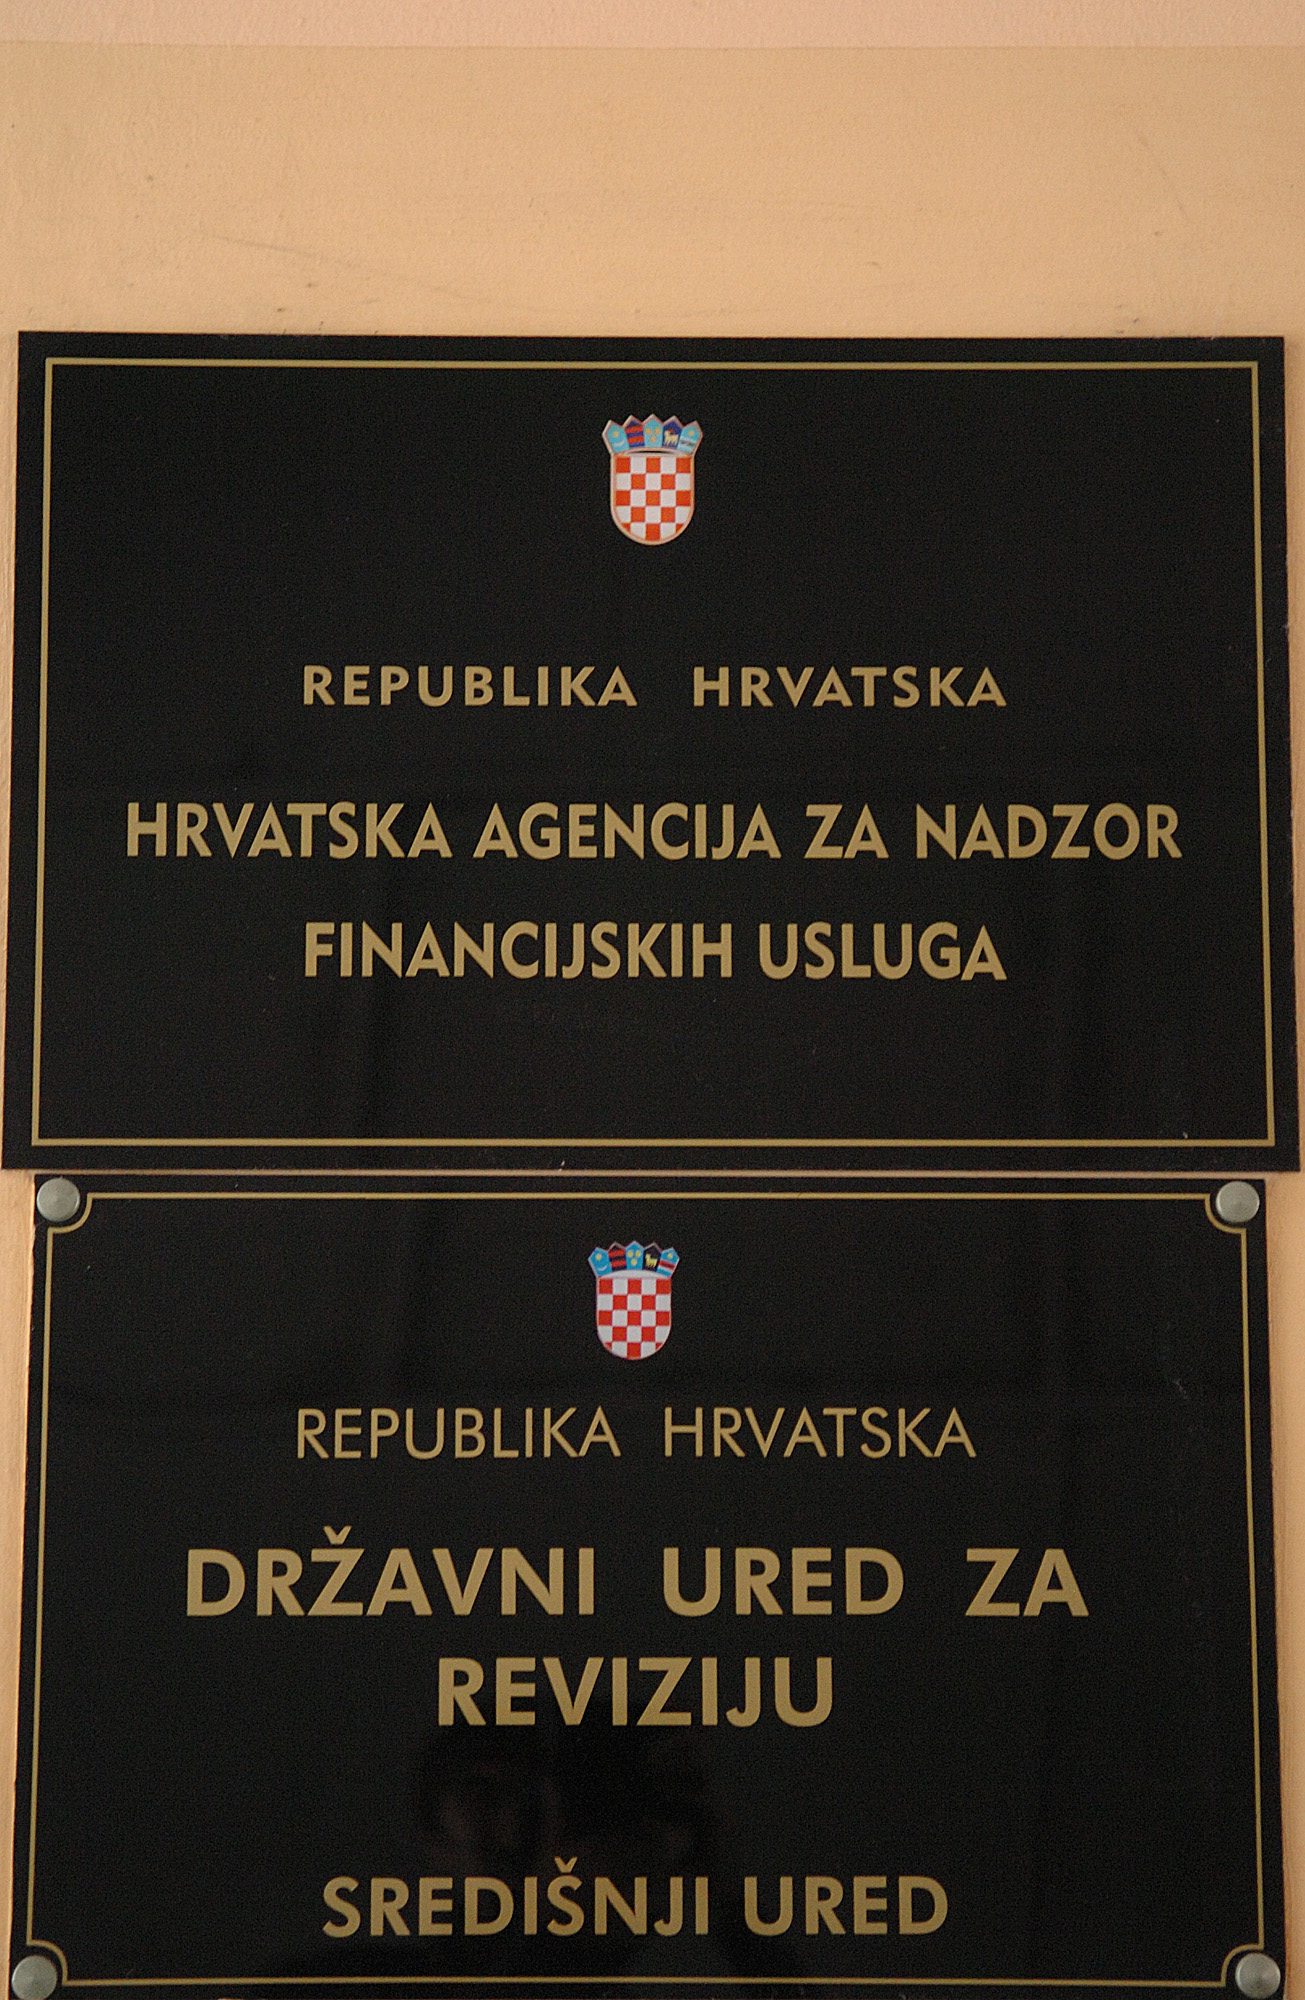 REPUBLIKA HRVATSKA
HRVATSKA AGENCIJA ZA NADZOR
FINANCIJSKIH USLUGA
REPUBLIKA HRVATSKA
DRŽAVNI URED ZA
REVIZIJU
SREDIŠNJI URED